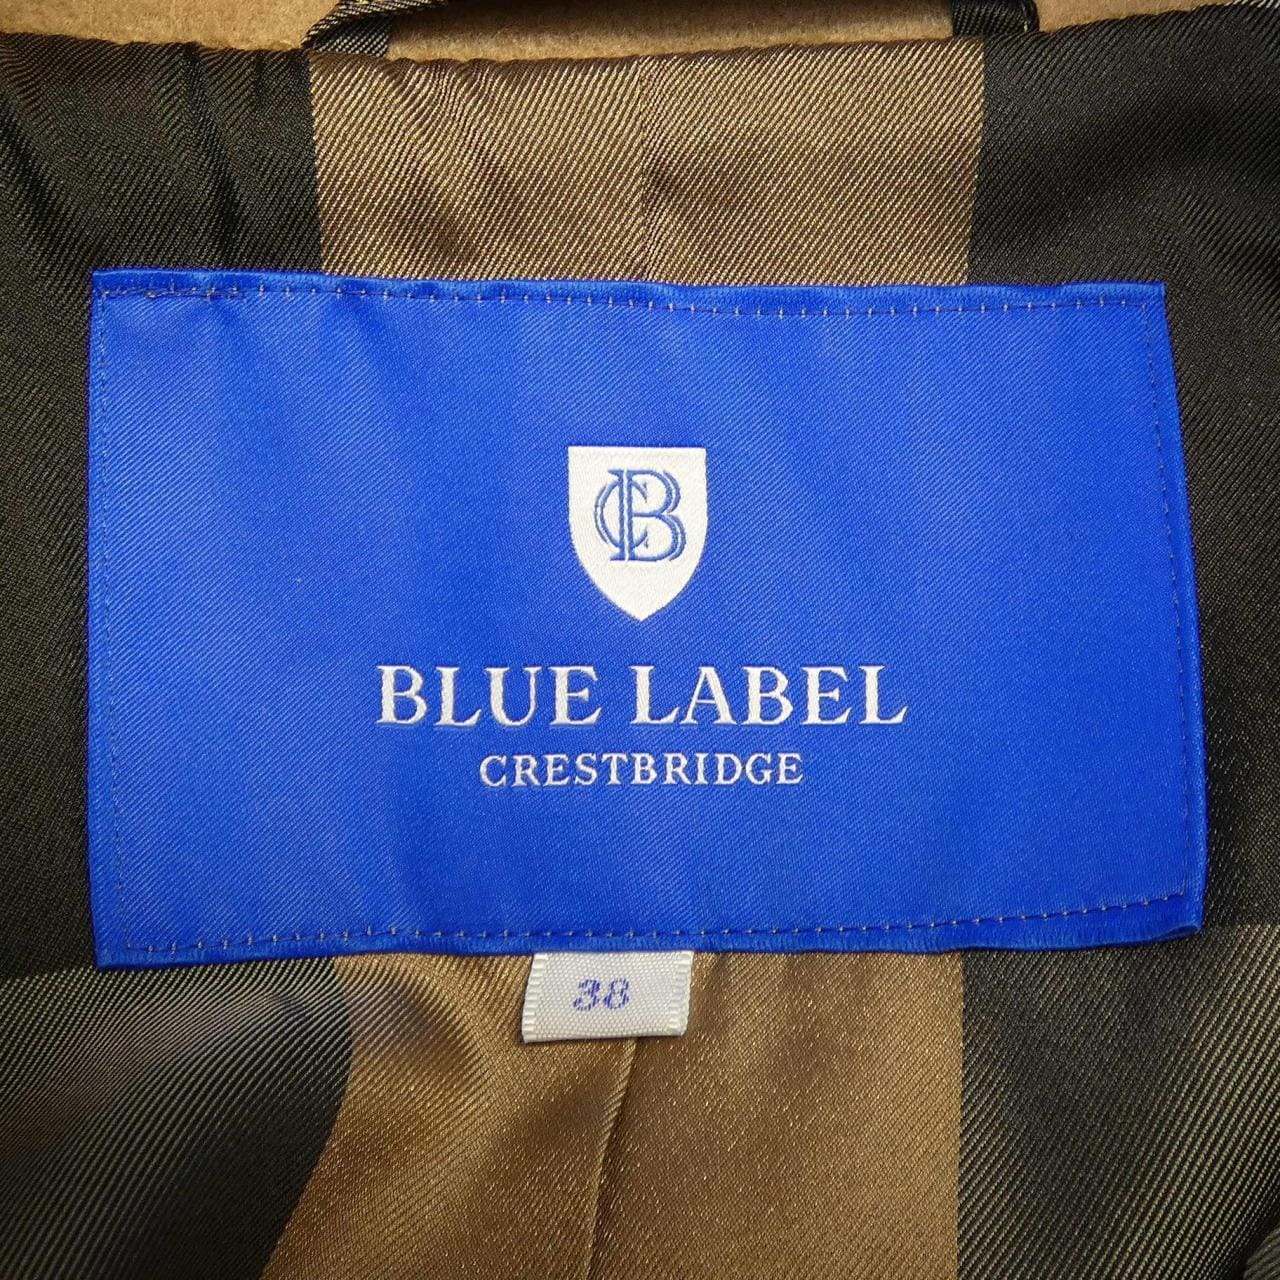 CB
BLUE LABEL
CRESTBRIDGE
38